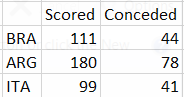 Scored Conceded
BRA 111 44
ARG 180 78
ITA 99 41